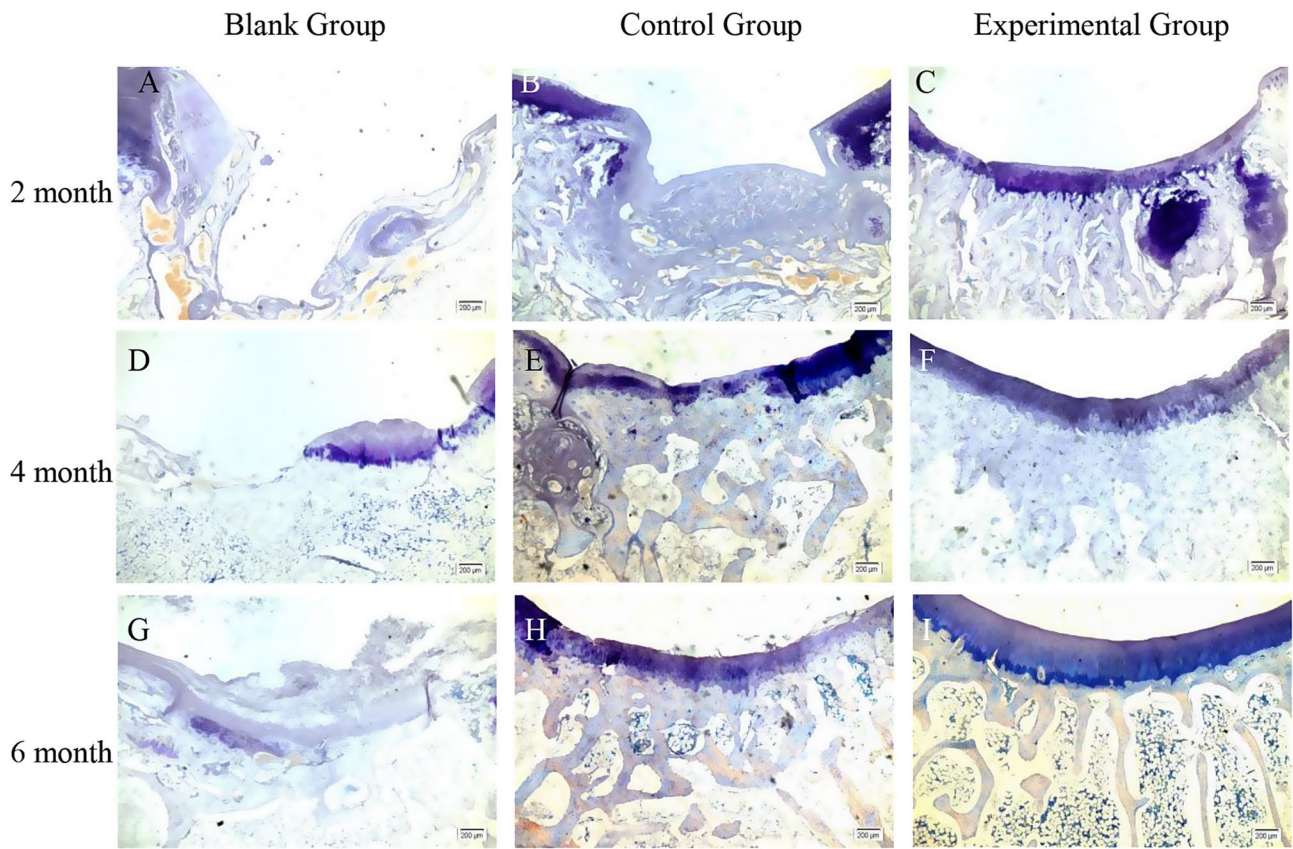 Blank Group Control Group Experimental Group
2 month
A B C
200 µm 200 µm 200 µm
4 month
D E F
200 µm 200 µm 200 µm
6 month
G H I
200 µm 200 µm 200 µm